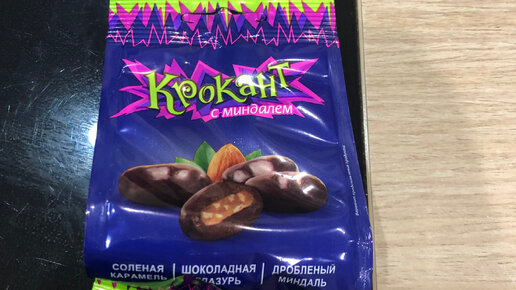 КРОКАНТ
С МИНДАЛЕМ
СОЛЕНАЯ КАРАМЕЛЬ
ШОКОЛАДНАЯ ГЛАЗУРЬ
ДРОБЛЕНЫЙ МИНДАЛЬ